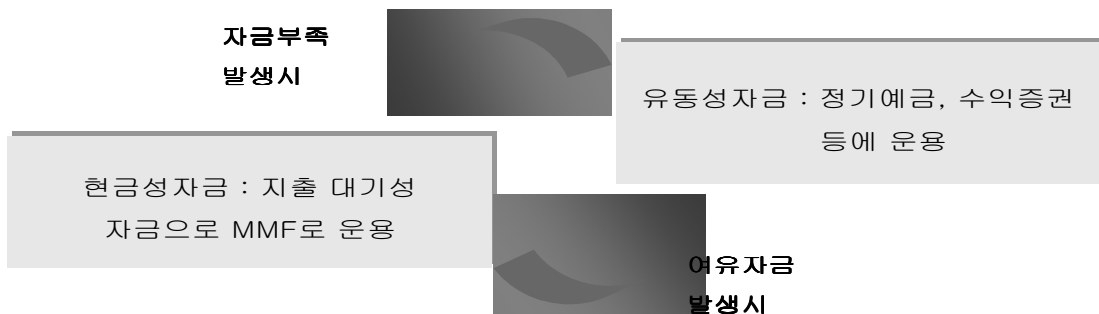 자금부족
발생시
유동성자금 : 정기예금, 수익증권
등에 운용
현금성자금 : 지출 대기성
자금으로 MMF로 운용
여유자금
발생시